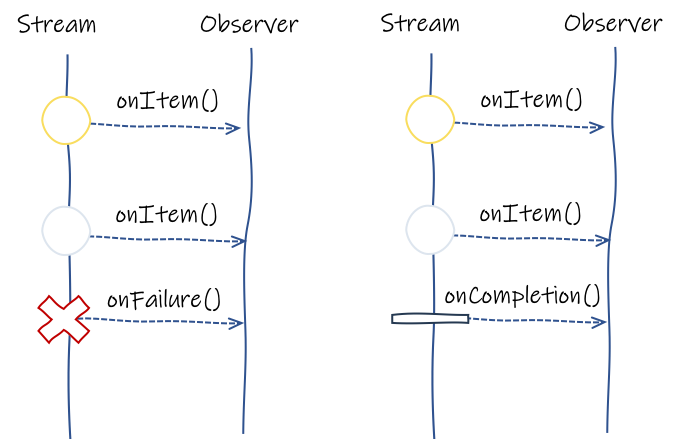 Stream Observer Stream Observer
onItem() onItem()
onItem() onItem()
onFailure() onCompletion()